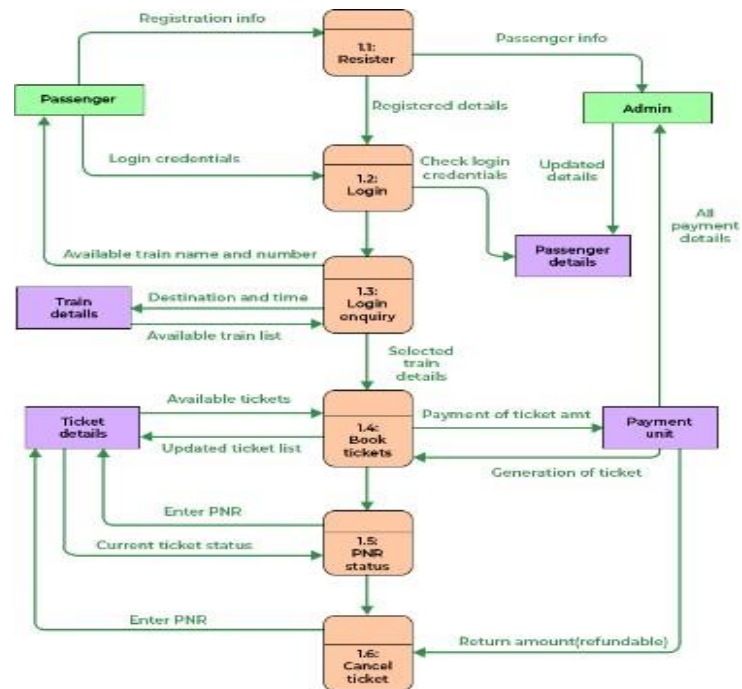 Registration info
1.1:
Resister
Passenger info
Passenger
Admin
Registered details
Login credentials
1.2:
Login
Check login
credentials
Updated
details
All
payment
details
Available train name and number
Passenger
details
1.3:
Login
enquiry
Train
details
Destination and time
Available train list
Selected
train
details
Available tickets
1.4:
Book
tickets
Payment of ticket amt
Ticket
details
Payment
unit
Updated ticket list
Generation of ticket
Enter PNR
1.5:
PNR
status
Current ticket status
Enter PNR
1.6:
Cancel
ticket
Return amount(refundable)